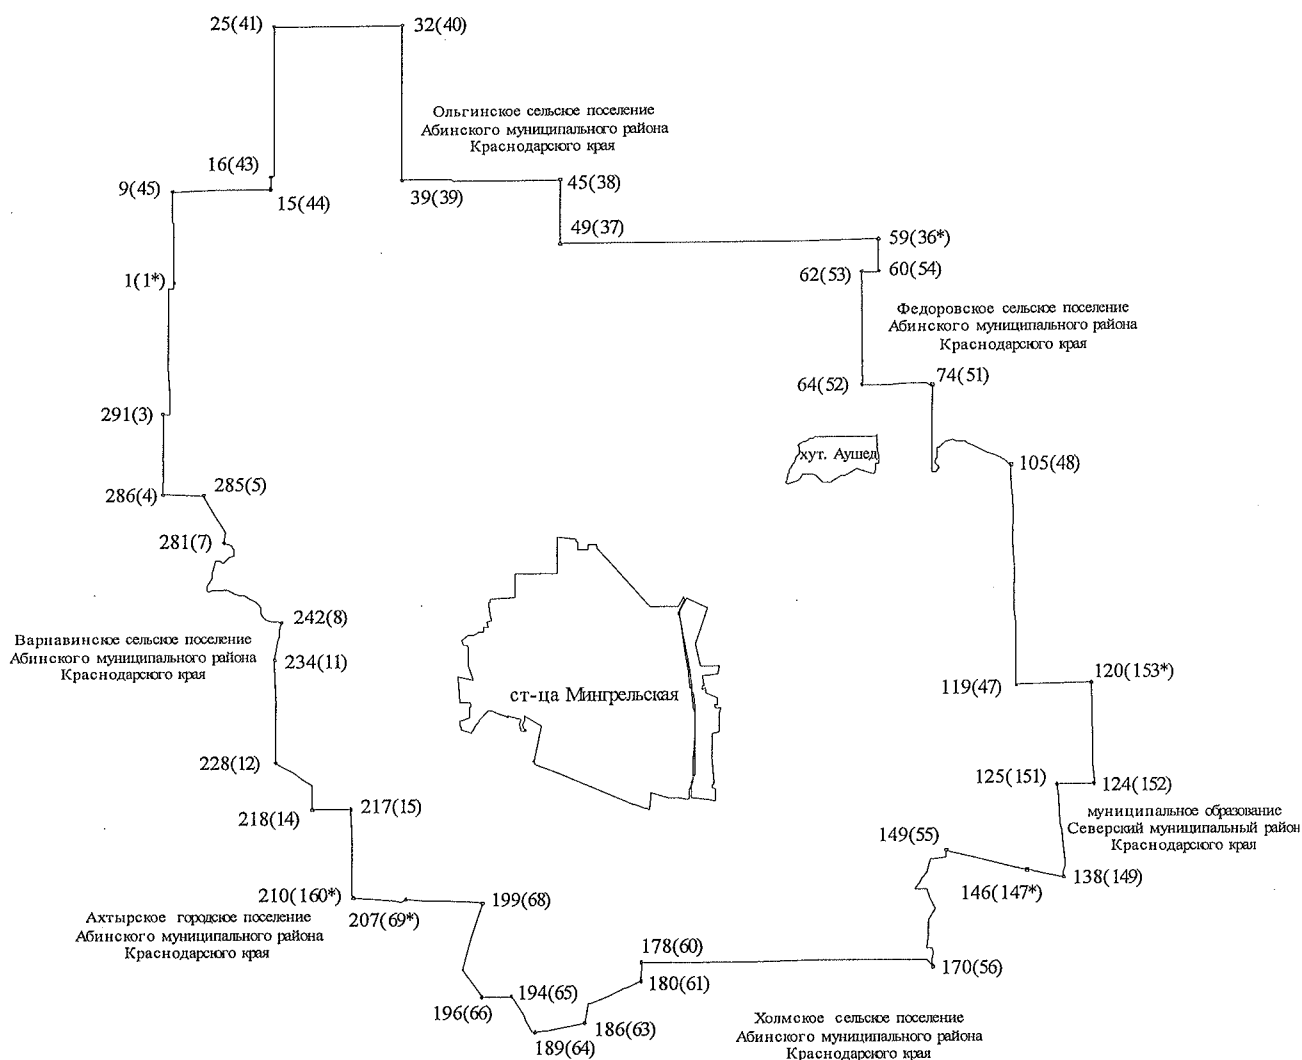 25(41)
32(40)
Ольгинское сельское поселение
Абинского муниципального района
Краснодарского края
16(43)
9(45)
15(44)
39(39)
45(38)
49(37)
59(36*)
62(53)
60(54)
1(1*)
Федоровское сельское поселение
Абинского муниципального района
Краснодарского края
64(52)
74(51)
291(3)
хут. Аушед
105(48)
286(4)
285(5)
281(7)
242(8)
Варнавинское сельское поселение
Абинского муниципального района
Краснодарского края
234(11)
ст-ца Мингрельская
119(47)
120(153*)
228(12)
125(151)
124(152)
218(14)
217(15)
муниципальное образование
Северский муниципальный район
Краснодарского края
149(55)
146(147*)
138(149)
210(160*)
207(69*)
199(68)
Ахтырское городское поселение
Абинского муниципального района
Краснодарского края
178(60)
170(56)
180(61)
196(66)
194(65)
186(63)
189(64)
Холмское сельское поселение
Абинского муниципального района
Краснодарского края